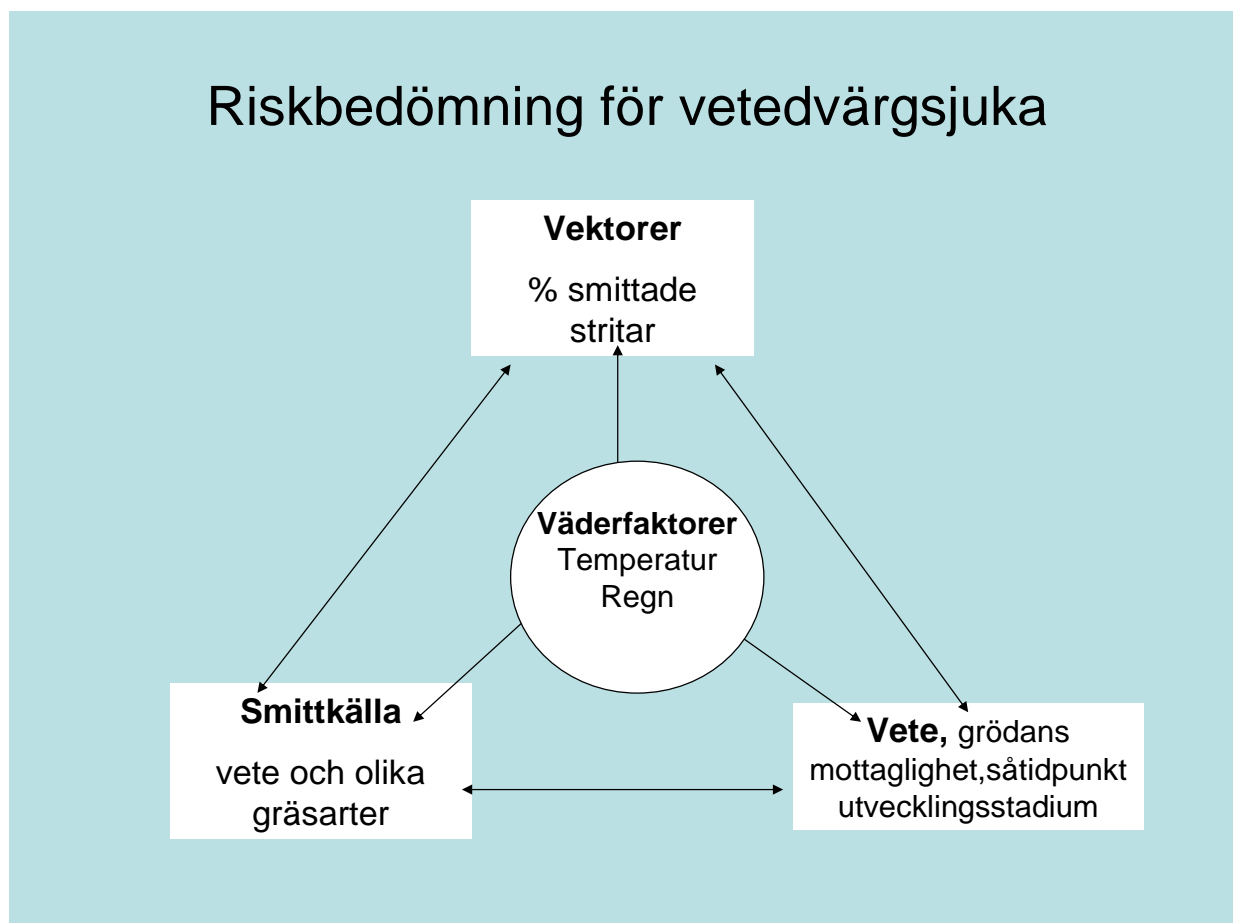 Riskbedömning för vetedvärgsjuka
Vektorer
% smittade
stritar
Väderfaktorer
Temperatur
Regn
Smittkälla
vete och olika
gräsarter
Vete, grödans
mottaglighet,såtidpunkt
utvecklingsstadium